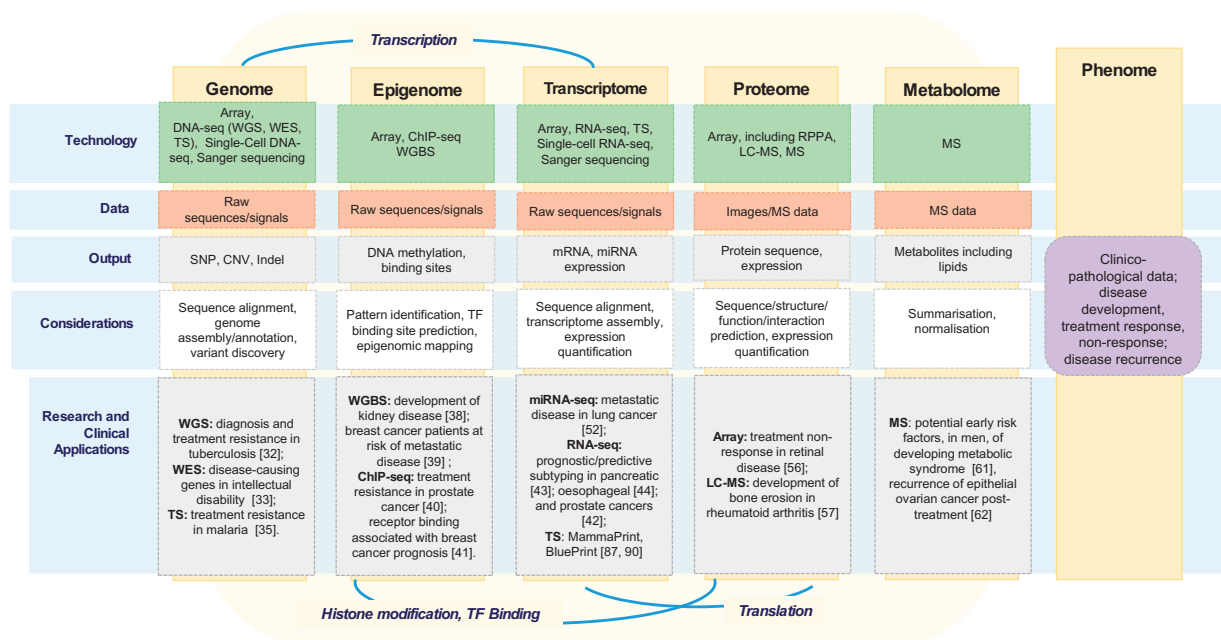 Transcription
Genome
Epigenome
Transcriptome
Proteome
Metabolome
Phenome
Technology
Array,
DNA-seq (WGS, WES,
TS), Single-Cell DNA-
seq, Sanger sequencing
Array, ChIP-seq
WGBS
Array, RNA-seq, TS,
Single-cell RNA-seq,
Sanger sequencing
Array, including RPPA,
LC-MS, MS
MS
Data
Raw
sequences/signals
Raw sequences/signals
Raw sequences/signals
Images/MS data
MS data
Output
SNP, CNV, Indel
DNA methylation,
binding sites
mRNA, miRNA
expression
Protein sequence,
expression
Metabolites including
lipids
Clinico-
pathological data;
disease
development,
treatment response,
non-response;
disease recurrence
Considerations
Sequence alignment,
genome
assembly/annotation,
variant discovery
Pattern identification, TF
binding site prediction,
epigenomic mapping
Sequence alignment,
transcriptome assembly,
expression
quantification
Sequence/structure/
function/interaction
prediction, expression
quantification
Summarisation,
normalisation
Research and
Clinical
Applications
WGS: diagnosis and
treatment resistance in
tuberculosis [32];
WES: disease-causing
genes in intellectual
disability [33];
TS: treatment resistance
in malaria [35].
WGBS: development of
kidney disease [38];
breast cancer patients at
risk of metastatic
disease [39] ;
ChIP-seq: treatment
resistance in prostate
cancer [40];
receptor binding
associated with breast
cancer prognosis [41].
miRNA-seq: metastatic
disease in lung cancer
[52];
RNA-seq:
prognostic/predictive
subtyping in pancreatic
[43]; oesophageal [44];
and prostate cancers
[42];
TS: MammaPrint,
BluePrint [87, 90]
Array: treatment non-
response in retinal
disease [56];
LC-MS: development of
bone erosion in
rheumatoid arthritis [57]
MS: potential early risk
factors, in men, of
developing metabolic
syndrome [61],
recurrence of epithelial
ovarian cancer post-
treatment [62]
Histone modification, TF Binding
Translation